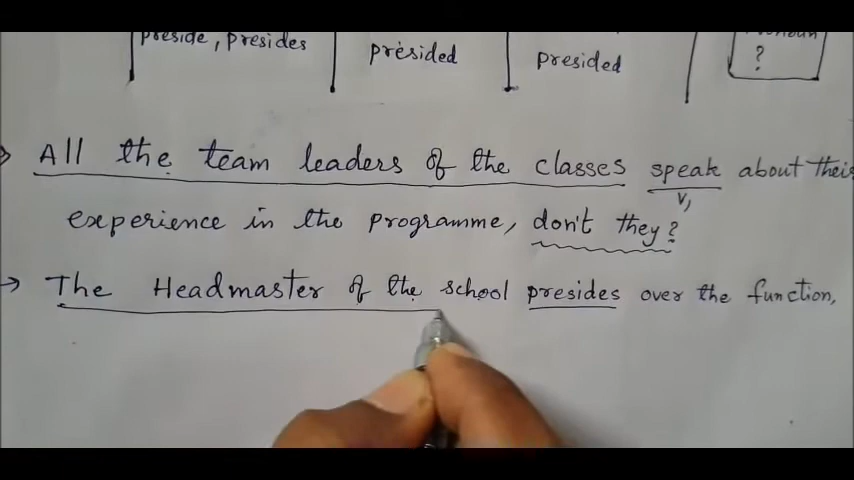 preside, presides
presided
presided
?
All the team leaders of the classes speak about their
V₁
experience in the programme, don't they?
→ The Headmaster of the school presides over the function,